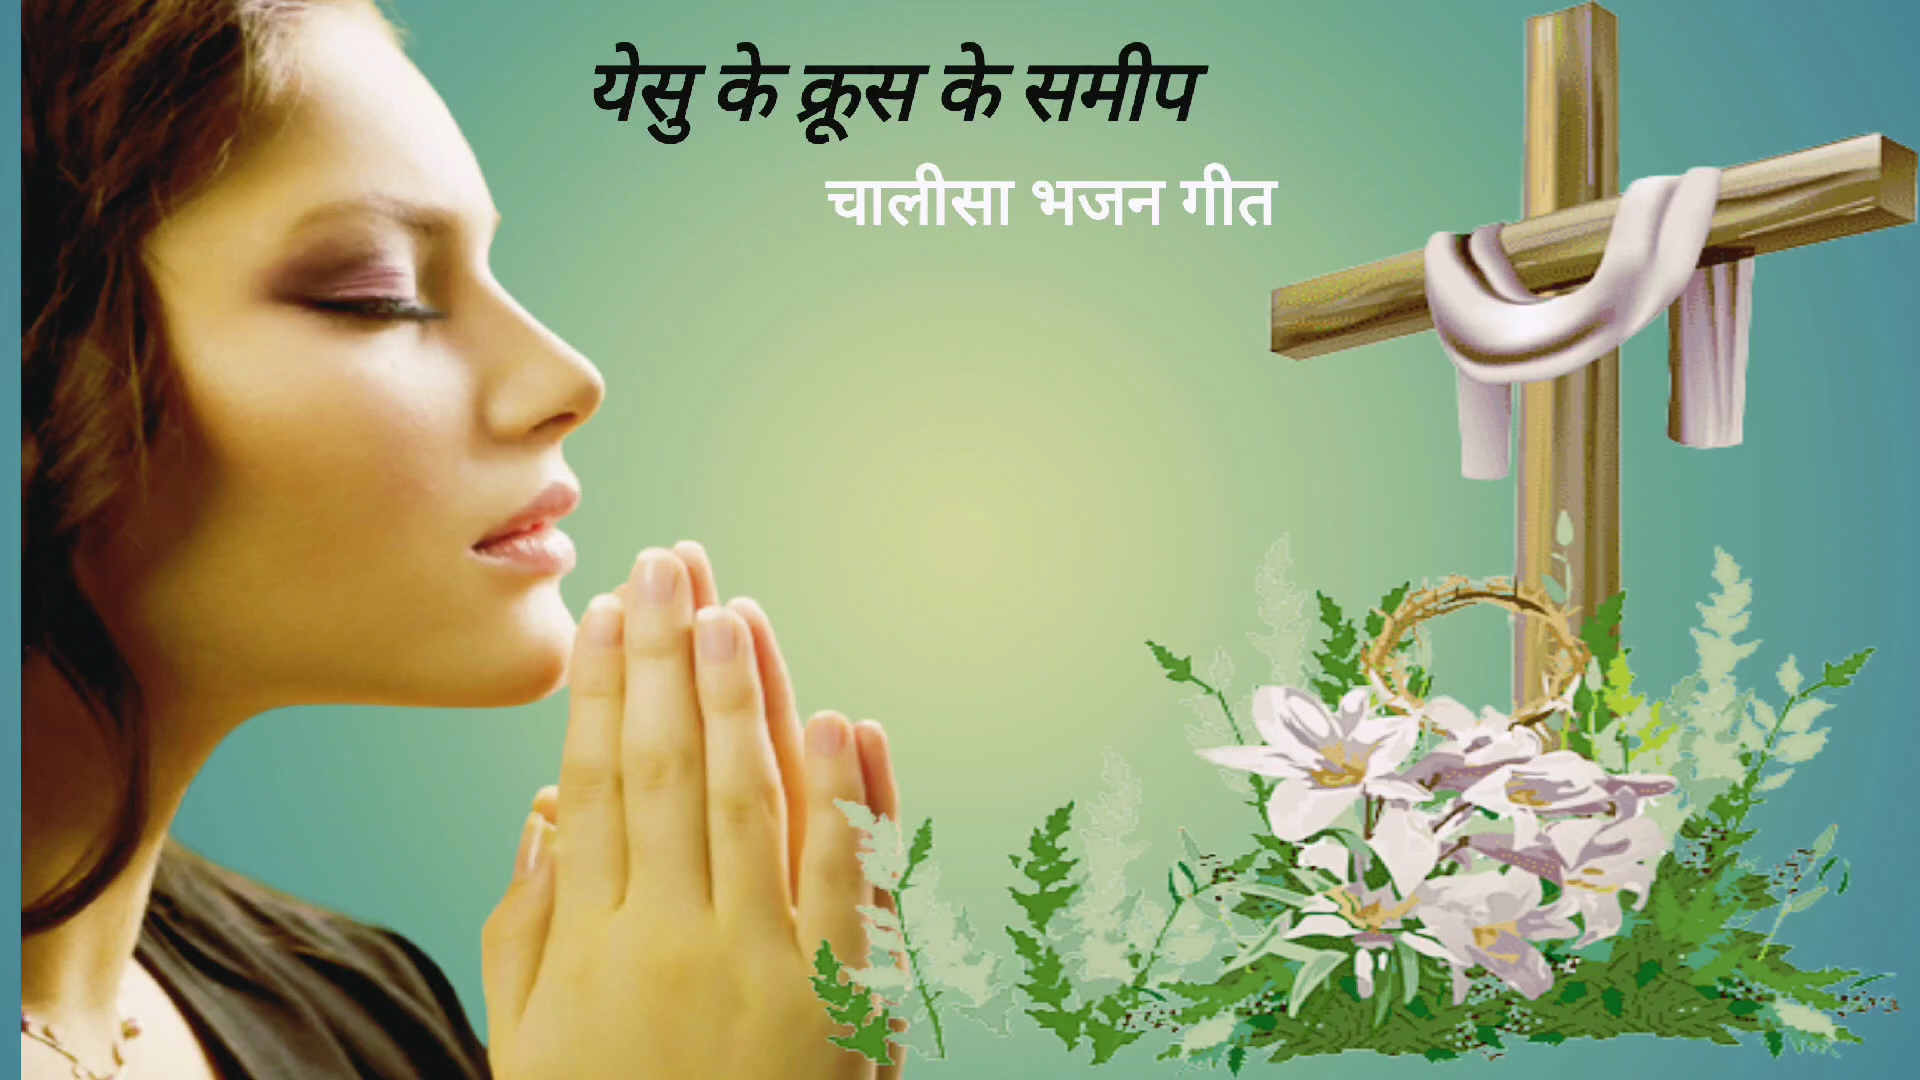 येसु के क्रूस के समीप
चालीसा भजन गीत